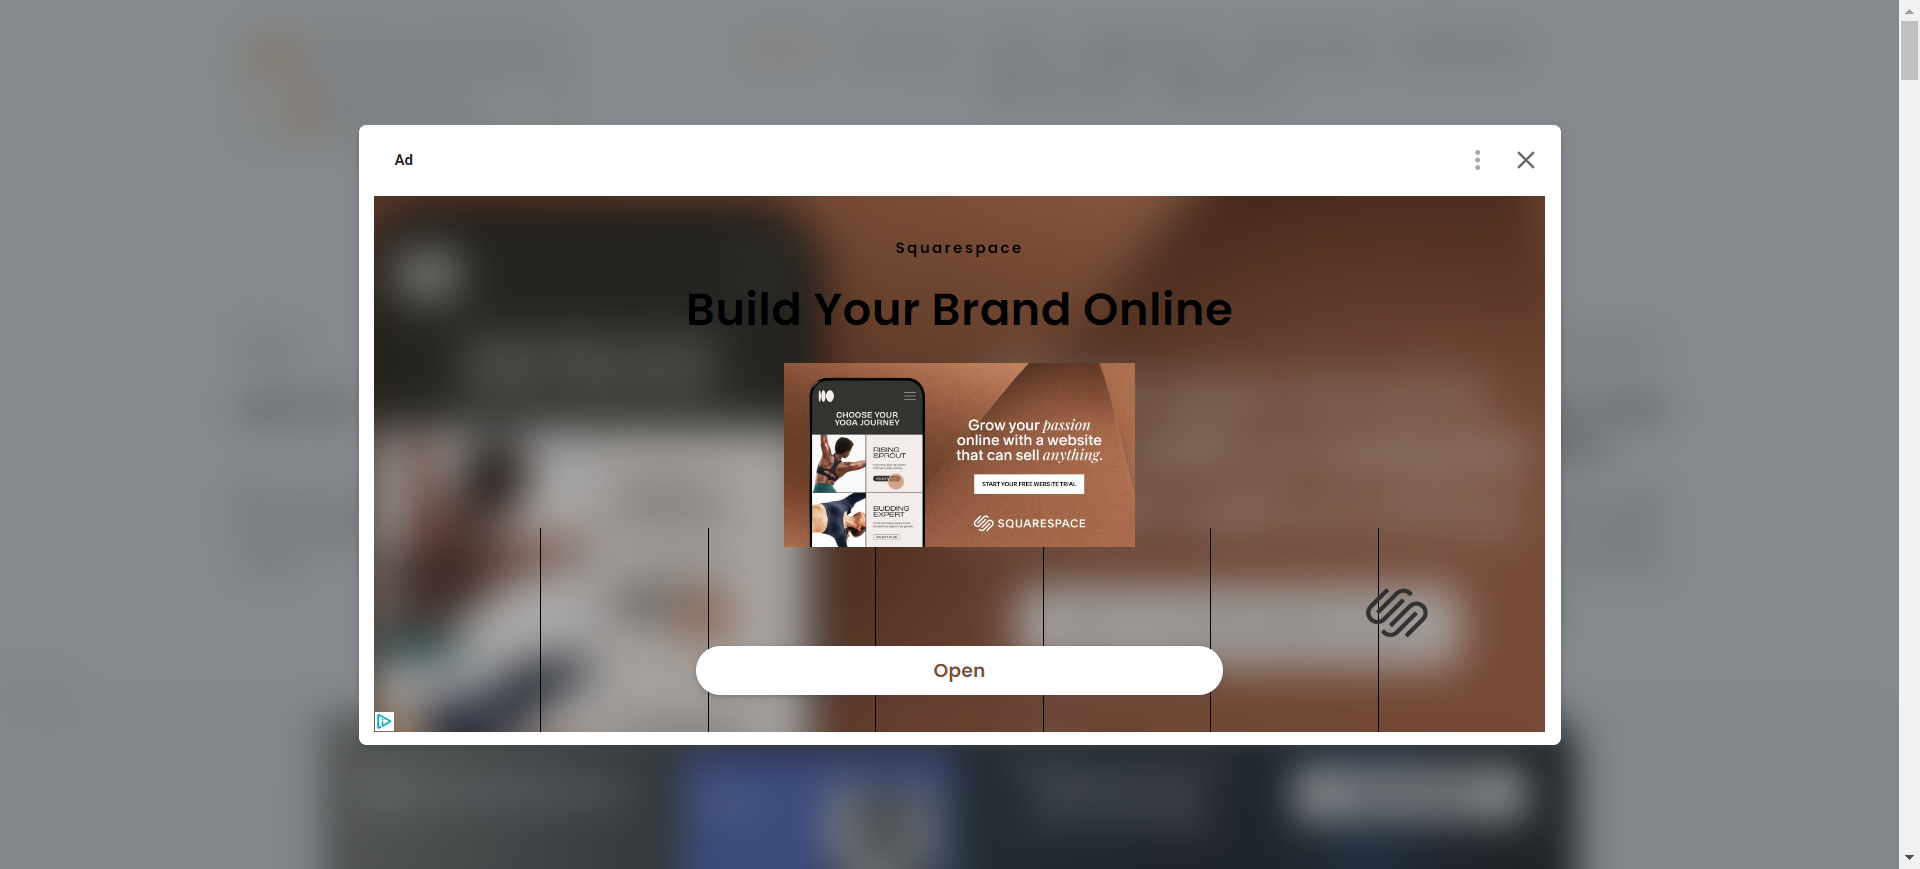 Ad
Squarespace
Build Your Brand Online
CHOOSE YOUR
YOGA JOURNEY
RISING
SPROUT
BUDDING
EXPERT
Grow your passion
online with a website
that can sell anything.
START YOUR FREE WEBSITE TRIAL
SQUARESPACE
Open